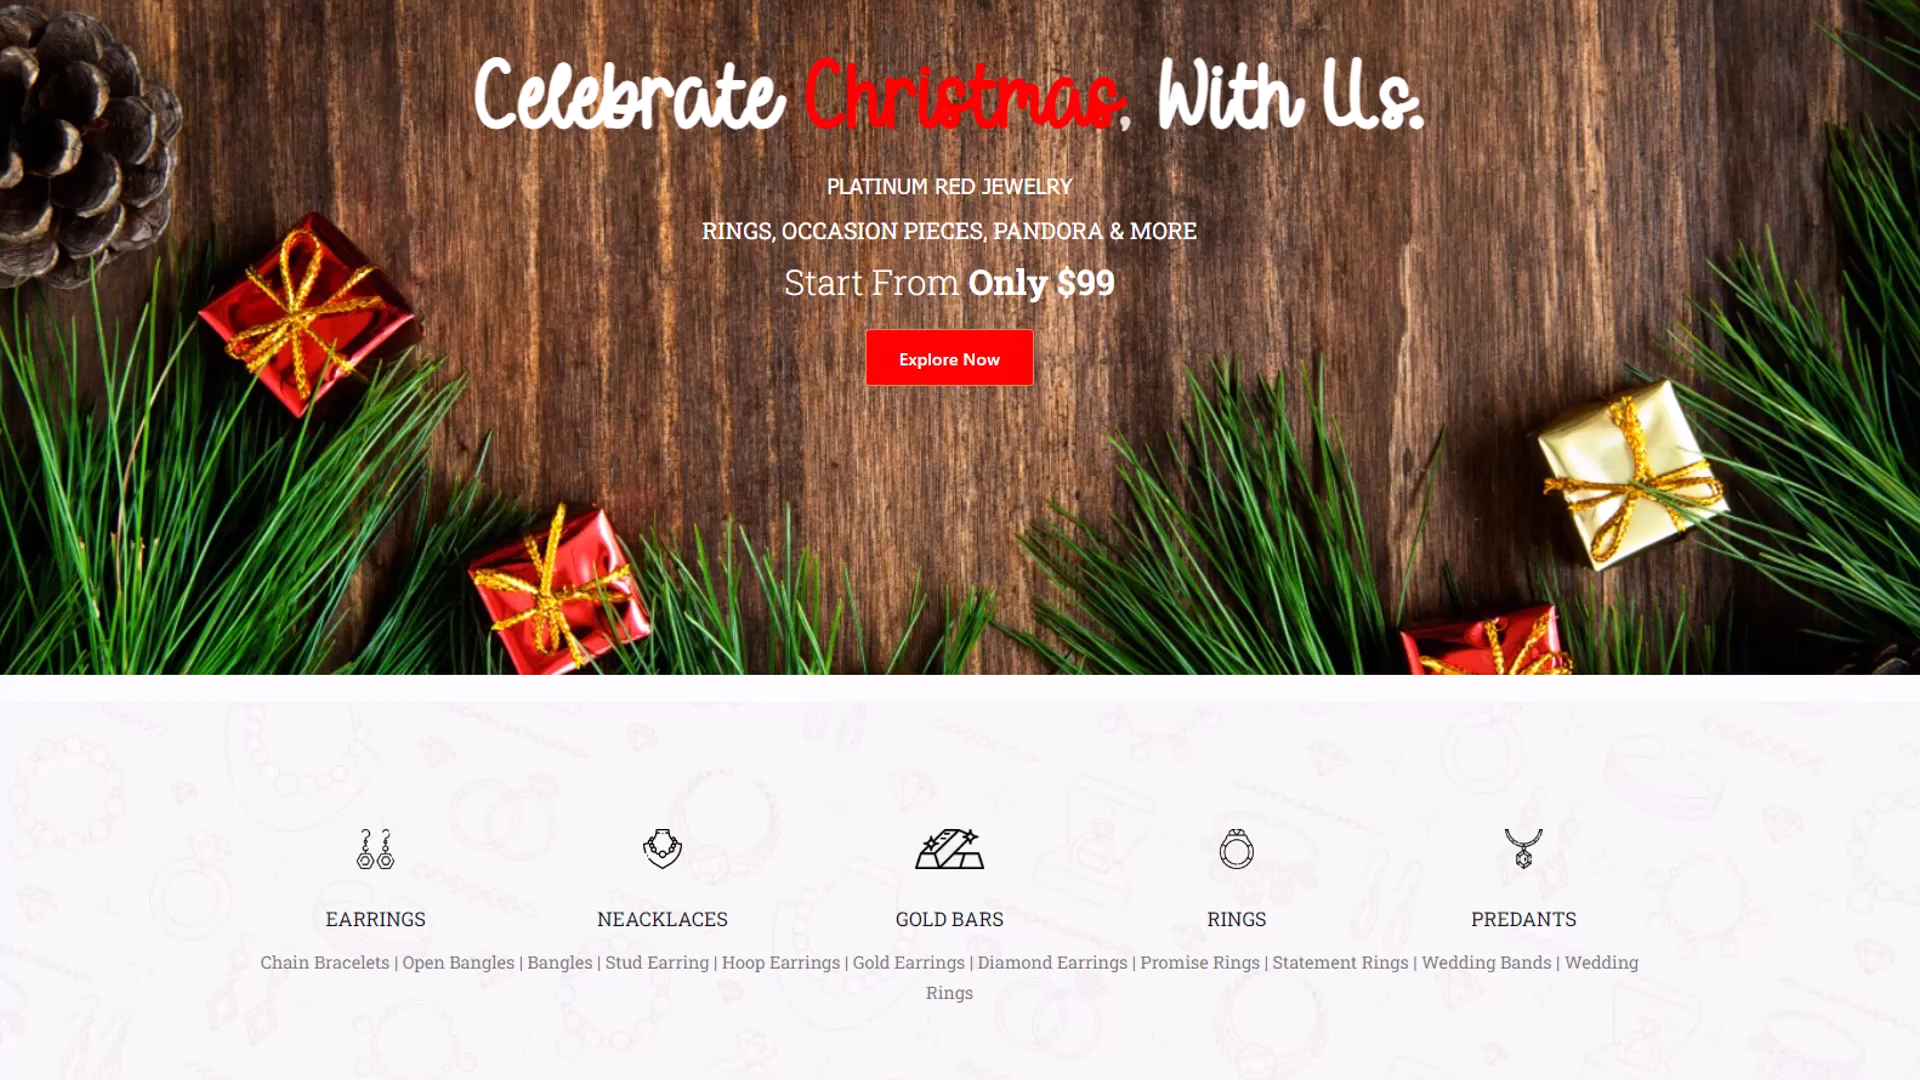 Celebrate Christmas, With Us.
PLATINUM RED JEWELRY
RINGS, OCCASION PIECES, PANDORA & MORE
Start From Only $99
Explore Now
EARRINGS
NEACKLACES
GOLD BARS
RINGS
PREDANTS
Chain Bracelets | Open Bangles | Bangles | Stud Earring | Hoop Earrings | Gold Earrings | Diamond Earrings | Promise Rings | Statement Rings | Wedding Bands | Wedding
Rings